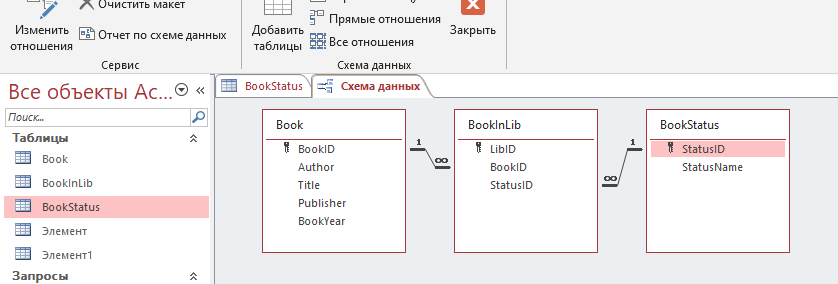 Очистить макет
Изменить
отношения
Отчет по схеме данных
Сервис
Добавить
таблицы
Прямые отношения
Все отношения
Закрыть
Схема данных
Все объекты Ac...
Поиск...
Таблицы
Book
BookInLib
BookStatus
Элемент
Элемент1
Запросы
BookStatus
Схема данных
Book
BookID
Author
Title
Publisher
BookYear
1
∞
BookInLib
LibID
BookID
StatusID
1
∞
BookStatus
StatusID
StatusName